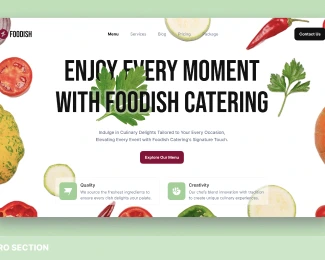 FOODISH
Menu Services Blog Pricing Package
Contact Us
ENJOY EVERY MOMENT
WITH FOODISH CATERING
Indulge in Culinary Delights Tailored to Your Every Occasion,
Elevating Every Event with Foodish Catering's Signature Touch.
Explore Our Menu
Quality
We source the freshest ingredients to
ensure every dish delights your palate.
Creativity
Our chefs blend innovation with tradition
to create unique culinary experiences.
RO SECTION